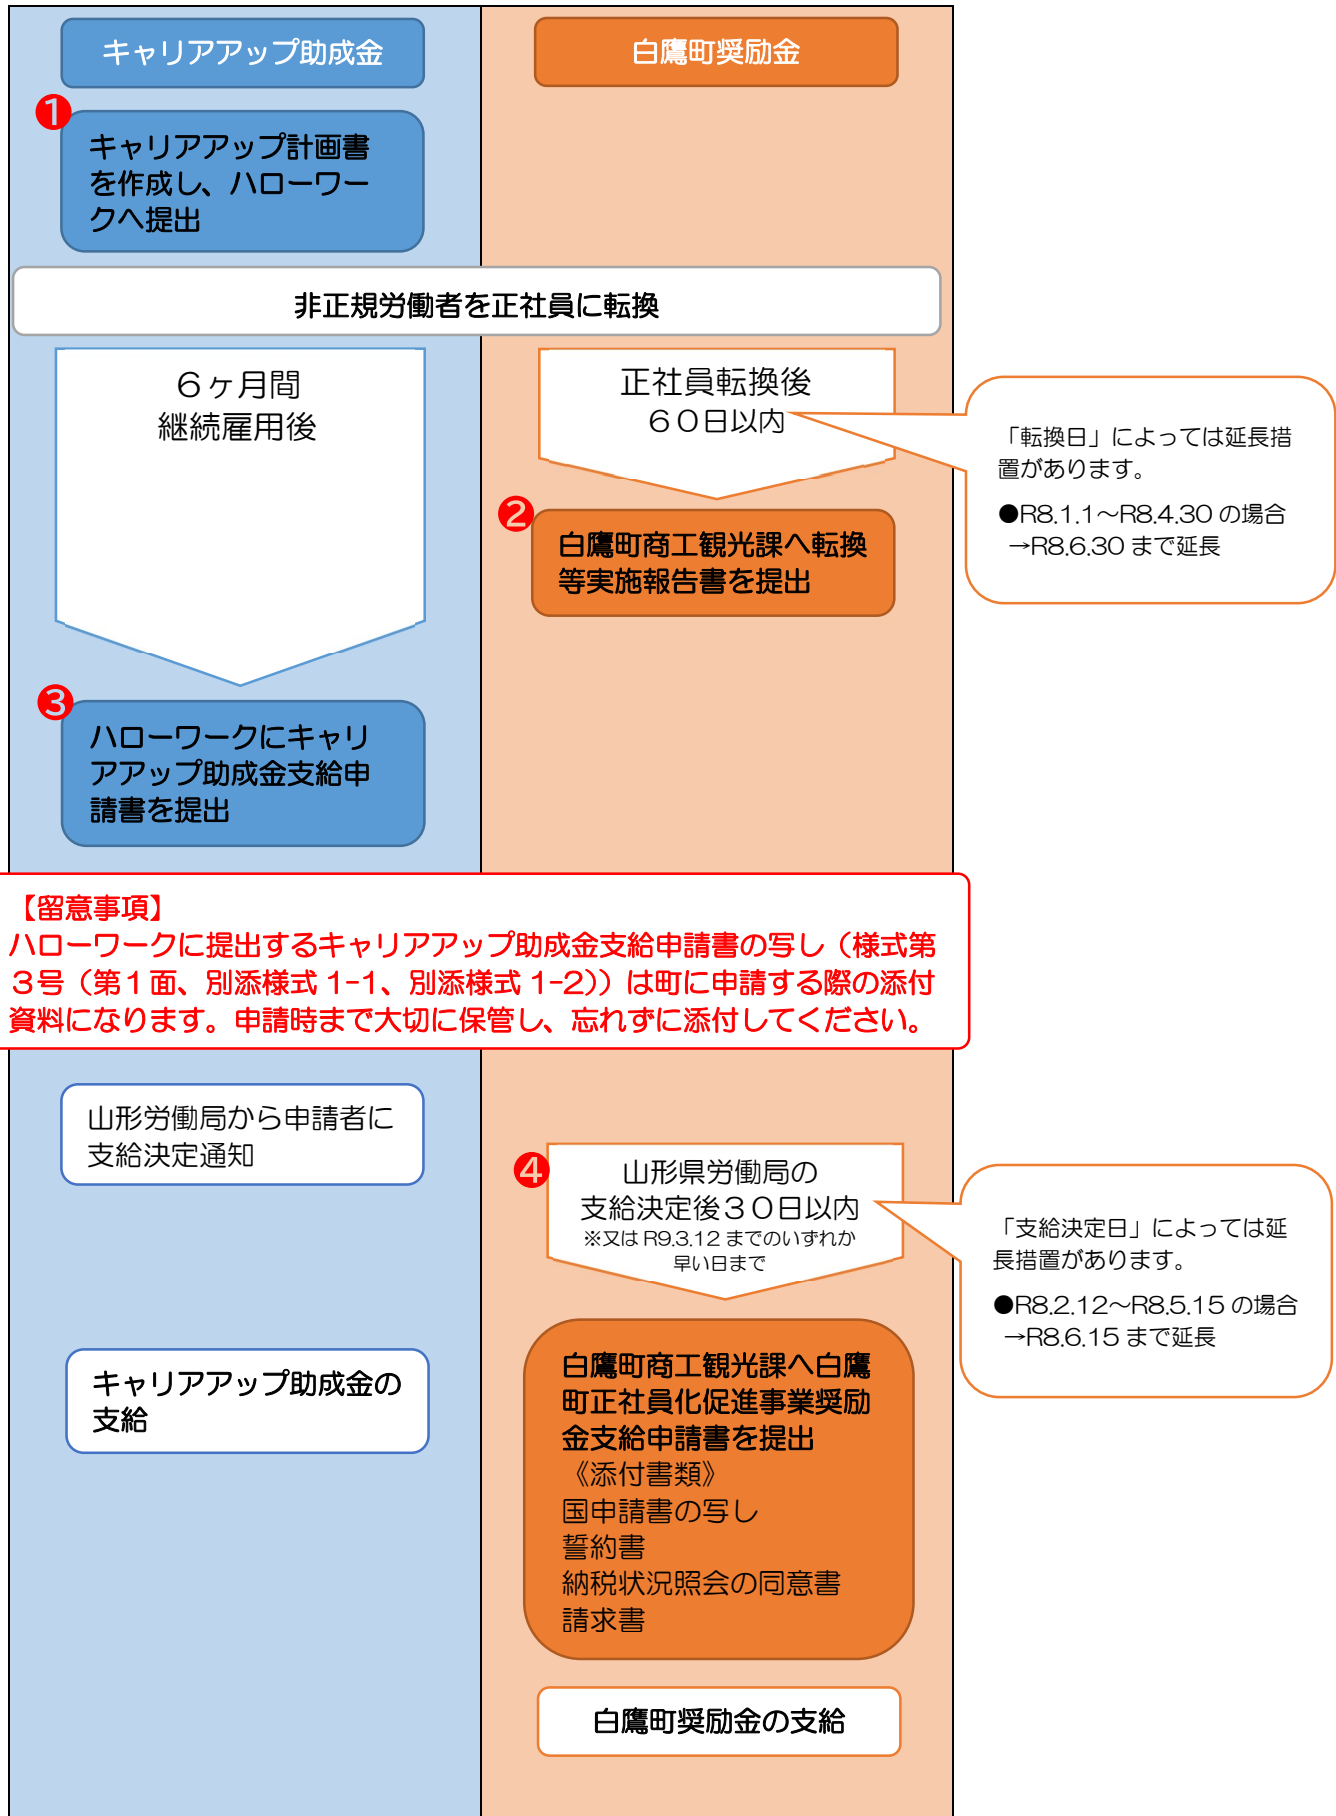 キャリアアップ助成金
白鷹町奨励金
1
キャリアアップ計画書
を作成し、ハローワー
クへ提出
非正規労働者を正社員に転換
６ヶ月間
継続雇用後
正社員転換後
６０日以内
「転換日」によっては延長措
置があります。
●R8.1.1～R8.4.30 の場合
→R8.6.30 まで延長
2
白鷹町商工観光課へ転換
等実施報告書を提出
3
ハローワークにキャリ
アアップ助成金支給申
請書を提出
【留意事項】
ハローワークに提出するキャリアアップ助成金支給申請書の写し（様式第
３号（第１面、別添様式 1-1、別添様式 1-2））は町に申請する際の添付
資料になります。申請時まで大切に保管し、忘れずに添付してください。
山形労働局から申請者に
支給決定通知
4
山形県労働局の
支給決定後３０日以内
※又は R9.3.12 までのいずれか
早い日まで
「支給決定日」によっては延
長措置があります。
●R8.2.12～R8.5.15 の場合
→R8.6.15 まで延長
キャリアアップ助成金の
支給
白鷹町商工観光課へ白鷹
町正社員化促進事業奨励
金支給申請書を提出
《添付書類》
国申請書の写し
誓約書
納税状況照会の同意書
請求書
白鷹町奨励金の支給